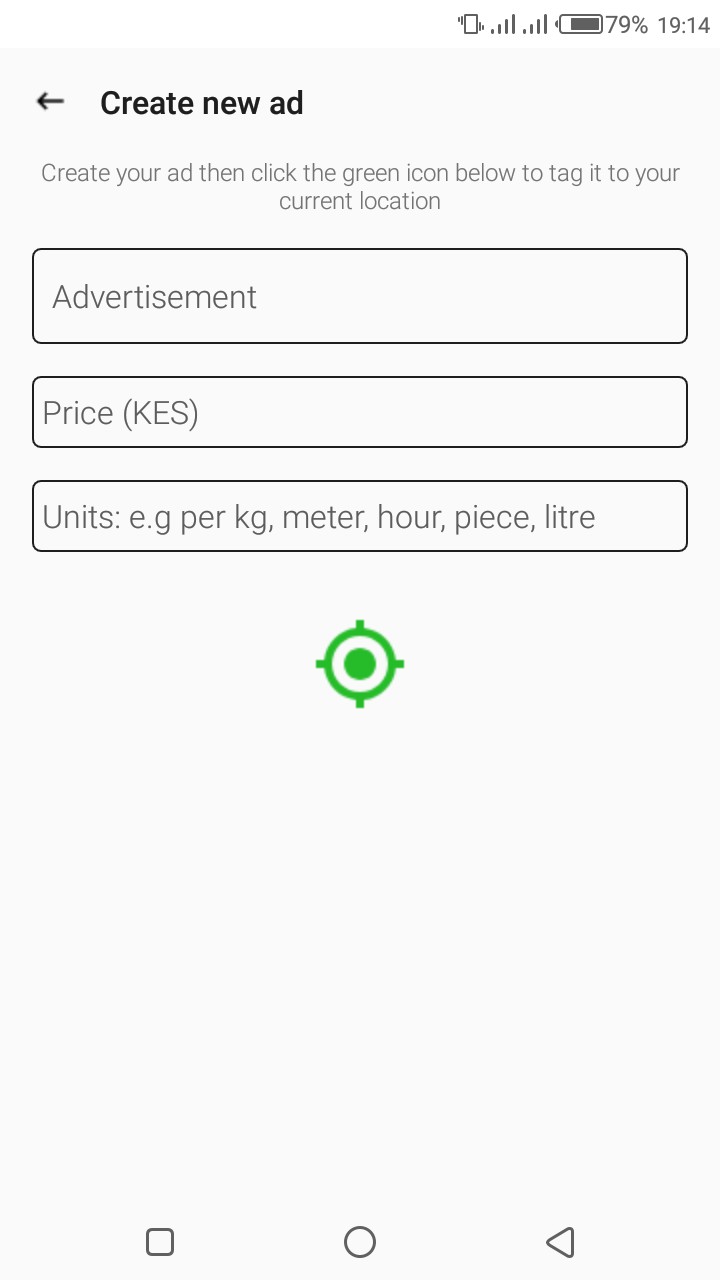 79% 19:14
Create new ad
Create your ad then click the green icon below to tag it to your
current location
Advertisement
Price (KES)
Units: e.g per kg, meter, hour, piece, litre